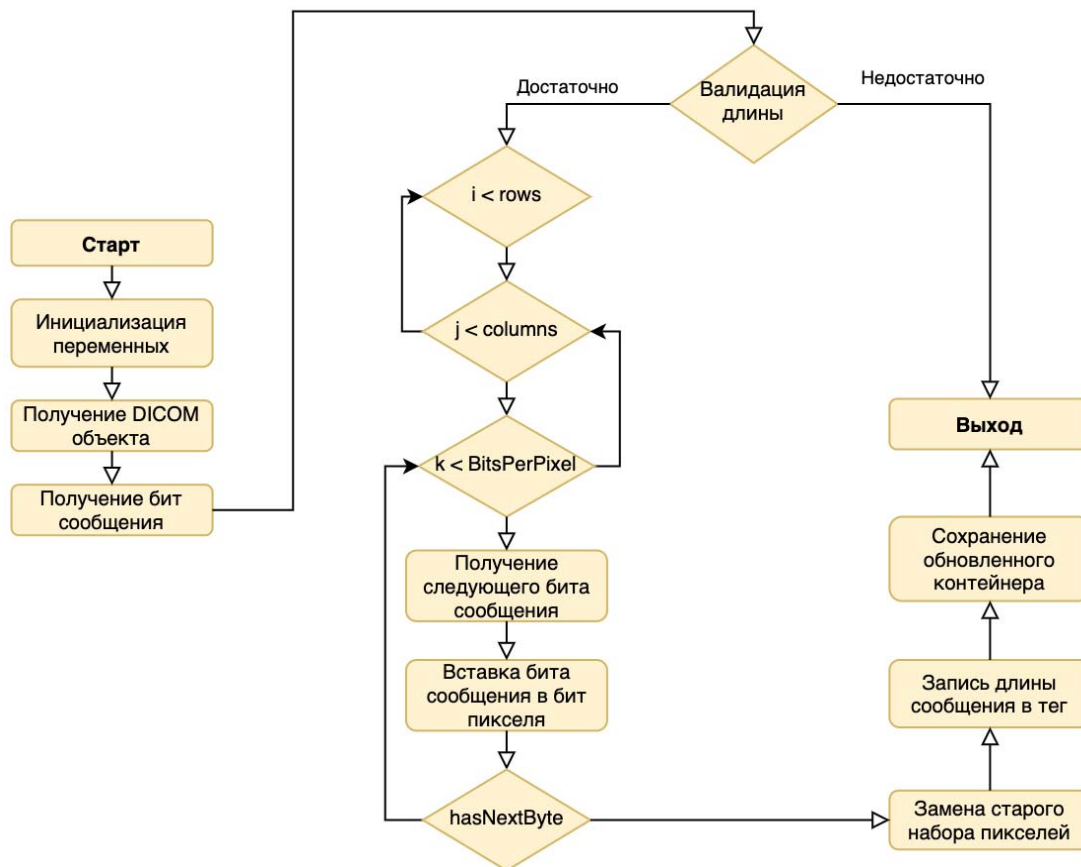 Старт
Инициализация
переменных
Получение DICOM
объекта
Получение бит
сообщения
Валидация
длины
Достаточно
Недостаточно
i < rows
j < columns
k < BitsPerPixel
Получение
следующего бита
сообщения
Вставка бита
сообщения в бит
пикселя
hasNextByte
Замена старого
набора пикселей
Запись длины
сообщения в тег
Сохранение
обновленного
контейнера
Выход